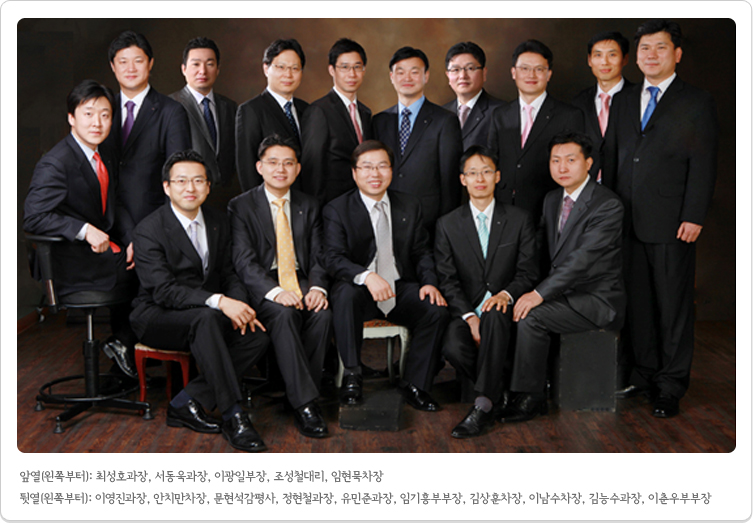 앞열(왼쪽부터): 최성호과장, 서동욱과장, 이광일부장, 조성철대리, 임현묵차장
뒷열(왼쪽부터): 이영진과장, 안치만차장, 문현석감평사, 정현철과장, 유민준과장, 임기흥부부장, 김상훈차장, 이남수차장, 김능수과장, 이춘우부부장